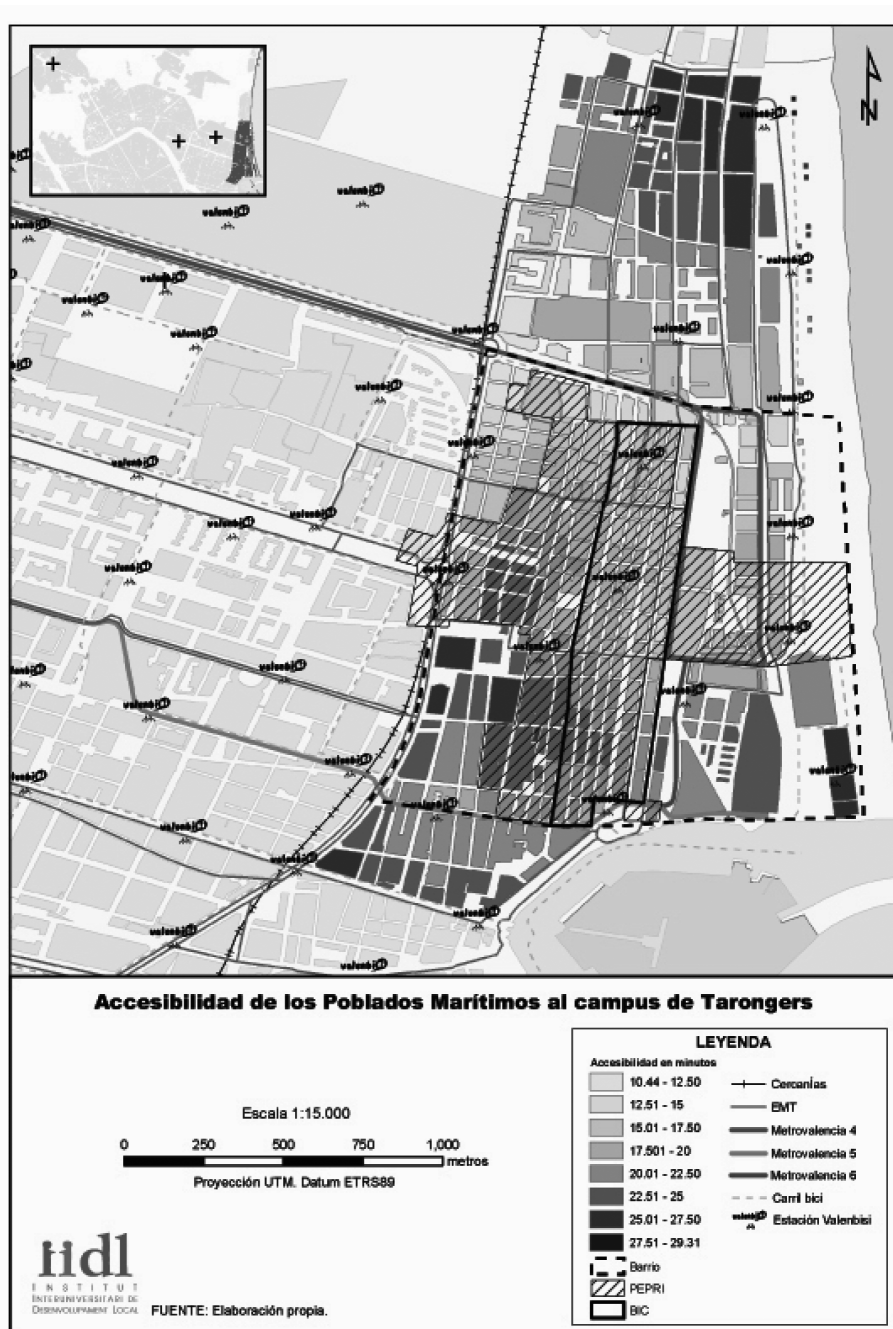 N
Accesibilidad de los Poblados Marítimos al campus de Tarongers
Escala 1:15.000
0 250 500 750 1,000
metros
Proyección UTM. Datum ETRS89
iidl
INSTITUT
INTERUNIVERSITARI DE
DESENVOLUPAMENT LOCAL
FUENTE: Elaboración propia.
LEYENDA
Accesibilidad en minutos
10.44 - 12.50
12.51 - 15
15.01 - 17.50
17.501 - 20
20.01 - 22.50
22.51 - 25
25.01 - 27.50
27.51 - 29.31
Barrio
PEPRI
BIC
Cercanías
EMT
Metrovalencia 4
Metrovalencia 5
Metrovalencia 6
Carril bici
Estación Valenbisi